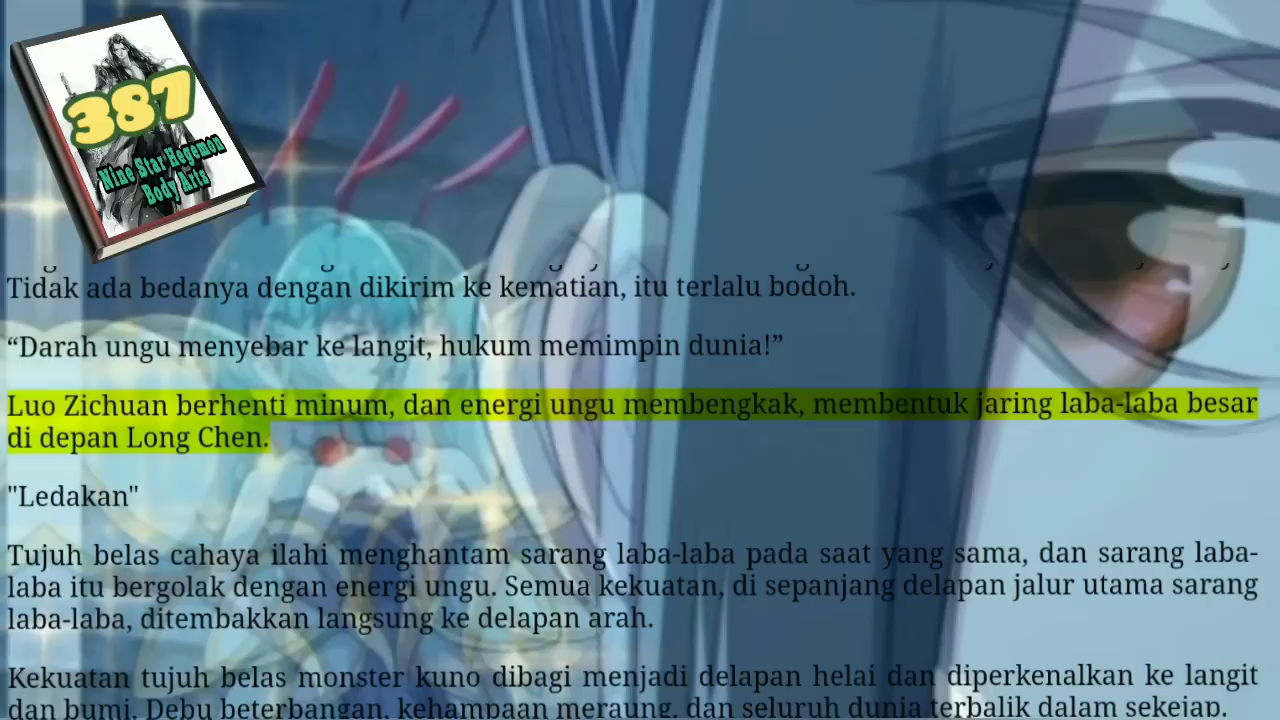 387
Nine Star Hegemon
Body Arts
Tidak ada bedanya dengan dikirim ke kematian, itu terlalu bodoh.
“Darah ungu menyebar ke langit, hukum memimpin dunia!”
Luo Zichuan berhenti minum, dan energi ungu membengkak, membentuk jaring laba-laba besar
di depan Long Chen.
"Ledakan"
Tujuh belas cahaya ilahi menghantam sarang laba-laba pada saat yang sama, dan sarang laba-
laba itu bergolak dengan energi ungu. Semua kekuatan, di sepanjang delapan jalur utama sarang
laba-laba, ditembakkan langsung ke delapan arah.
Kekuatan tujuh belas monster kuno dibagi menjadi delapan helai dan diperkenalkan ke langit
dan bumi. Debu beterbangan, kehampaan meraung, dan seluruh dunia terbalik dalam sekejap.